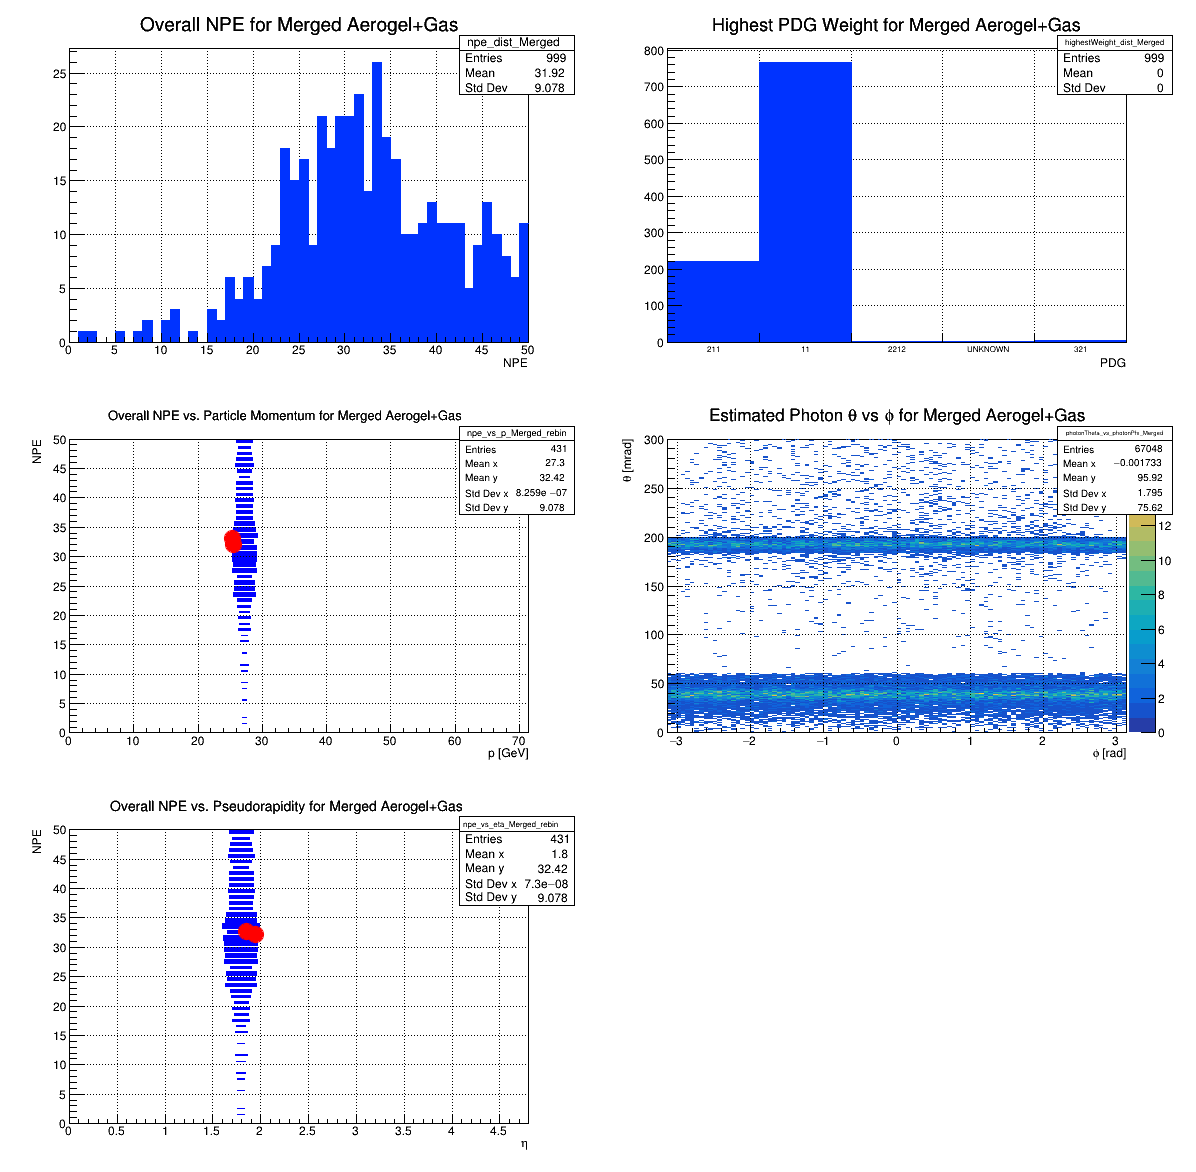 Overall NPE for Merged Aerogel+Gas
npe_dist_Merged
Entries 999
Mean 31.92
Std Dev 9.078
25
20
15
10
5
0
0 5 10 15 20 25 30 35 40 45 50
NPE
Highest PDG Weight for Merged Aerogel+Gas
highestWeight_dist_Merged
Entries 999
Mean 0
Std Dev 0
800
700
600
500
400
300
200
100
0
211 11 2212 UNKNOWN 321
PDG
Overall NPE vs. Particle Momentum for Merged Aerogel+Gas
npe_vs_p_Merged_rebin
Entries 431
Mean x 27.3
Mean y 32.42
Std Dev x 8.259e −07
Std Dev y 9.078
NPE
50
45
40
35
30
25
20
15
10
5
0
0 10 20 30 40 50 60 70
p [GeV]
Estimated Photon θ vs ϕ for Merged Aerogel+Gas
photonTheta_vs_photonPhi_Merged
Entries 67048
Mean x −0.001733
Mean y 95.92
Std Dev x 1.795
Std Dev y 75.62
θ [mrad]
300
250
200
150
100
50
0
−3 −2 −1 0 1 2 3
ϕ [rad]
12
10
8
6
4
2
0
Overall NPE vs. Pseudorapidity for Merged Aerogel+Gas
npe_vs_eta_Merged_rebin
Entries 431
Mean x 1.8
Mean y 32.42
Std Dev x 7.3e−08
Std Dev y 9.078
NPE
50
45
40
35
30
25
20
15
10
5
0
0 0.5 1 1.5 2 2.5 3 3.5 4 4.5
η